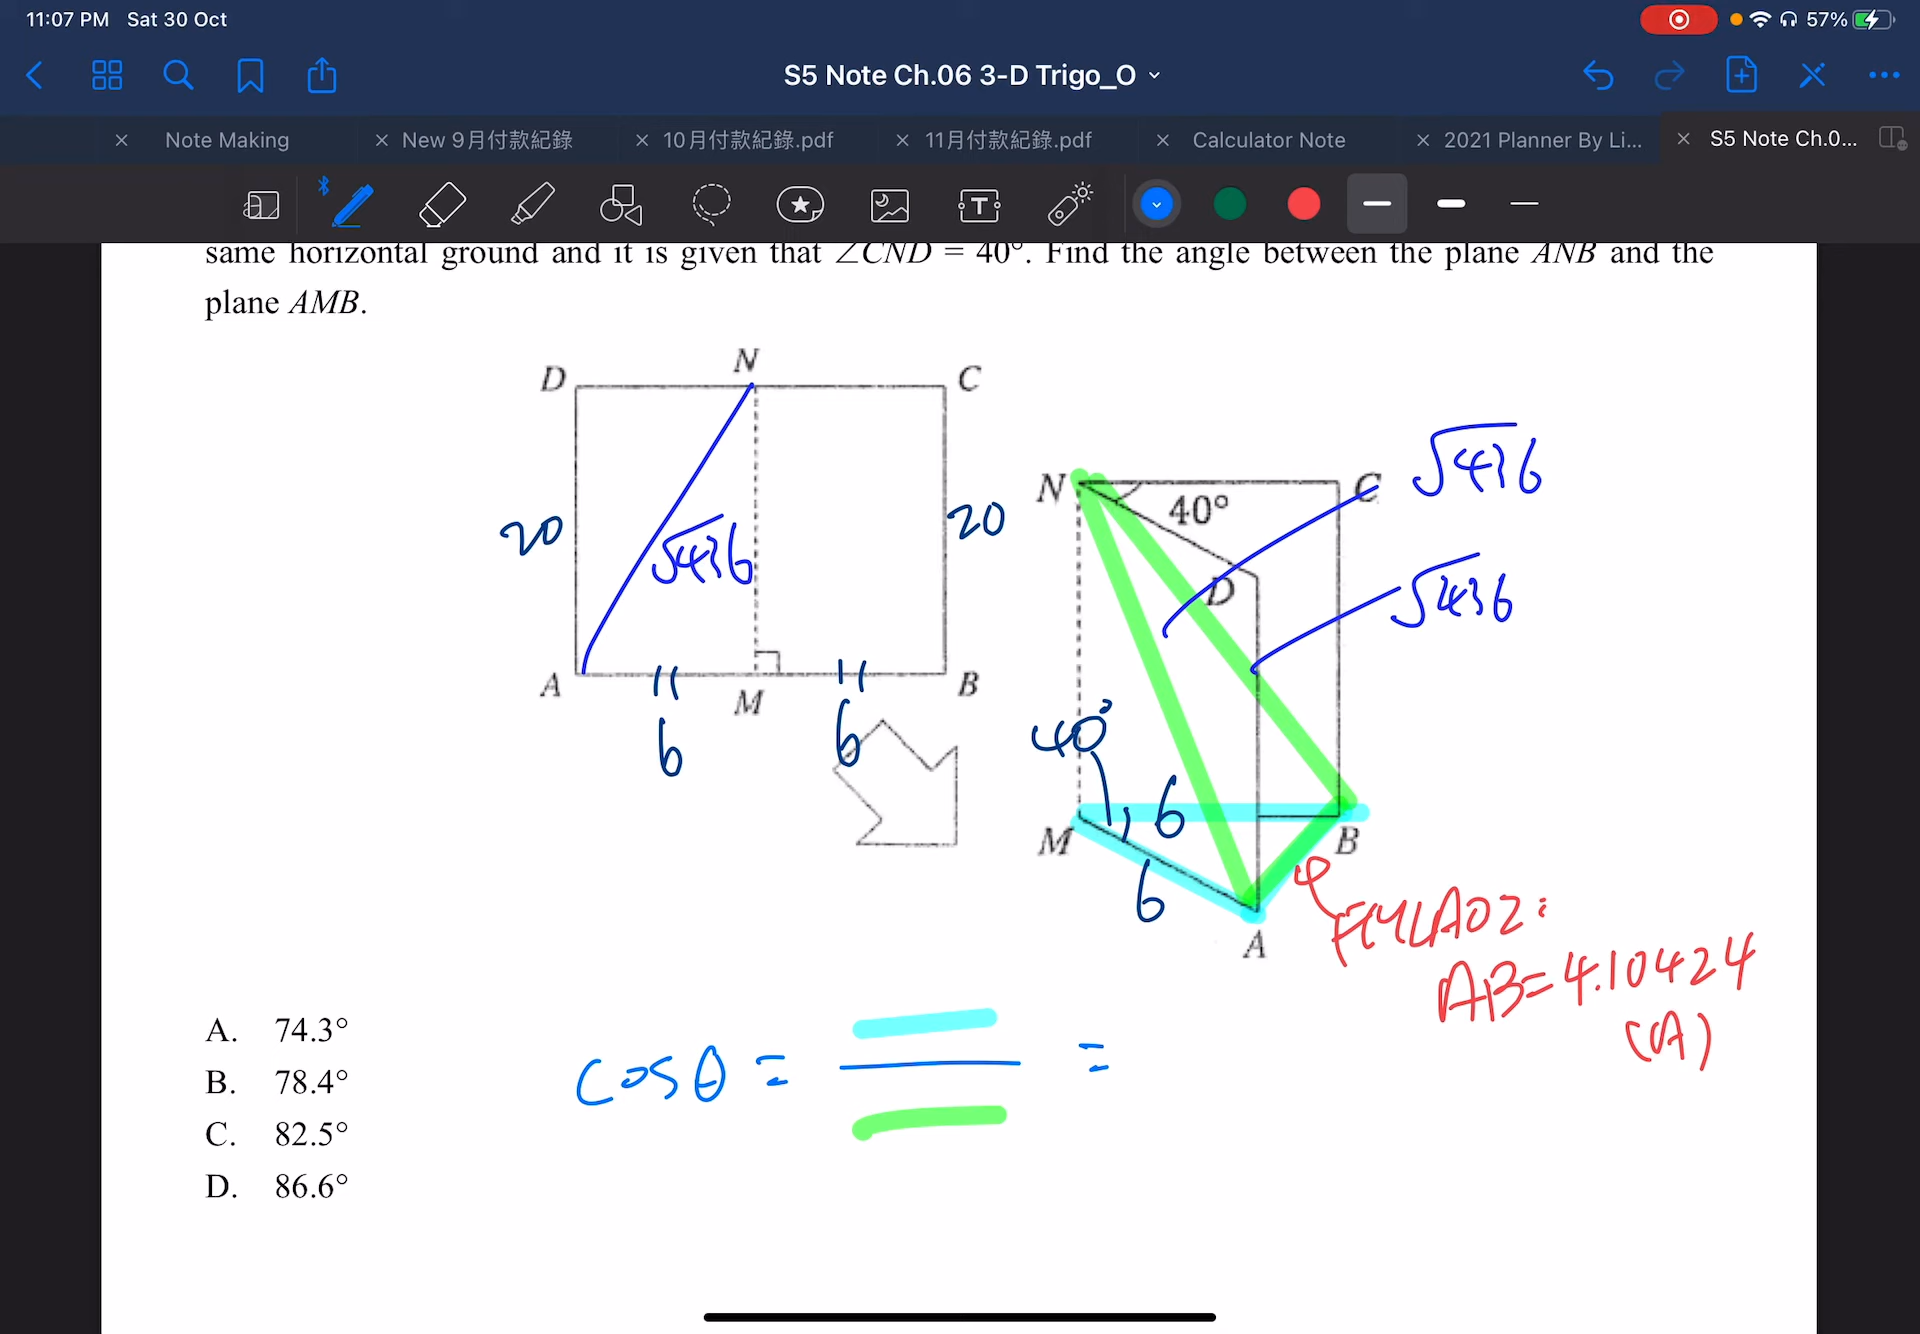 11:07 PM Sat 30 Oct
57%
S5 Note Ch.06 3-D Trigo_O
Note Making
New 9月付款紀錄
10月付款紀錄.pdf
11月付款紀錄.pdf
Calculator Note
2021 Planner By Li...
S5 Note Ch.0...
same horizontal ground and it is given that ∠CND = 40°. Find the angle between the plane ANB and the
plane AMB.
D
N
C
20
√436
20
A
M
B
6
6
N
40°
C
D
√436
√436
40°
6
M
6
B
A
AB=4.10424
(A)
A. 74.3°
B. 78.4°
C. 82.5°
D. 86.6°
cosθ = =